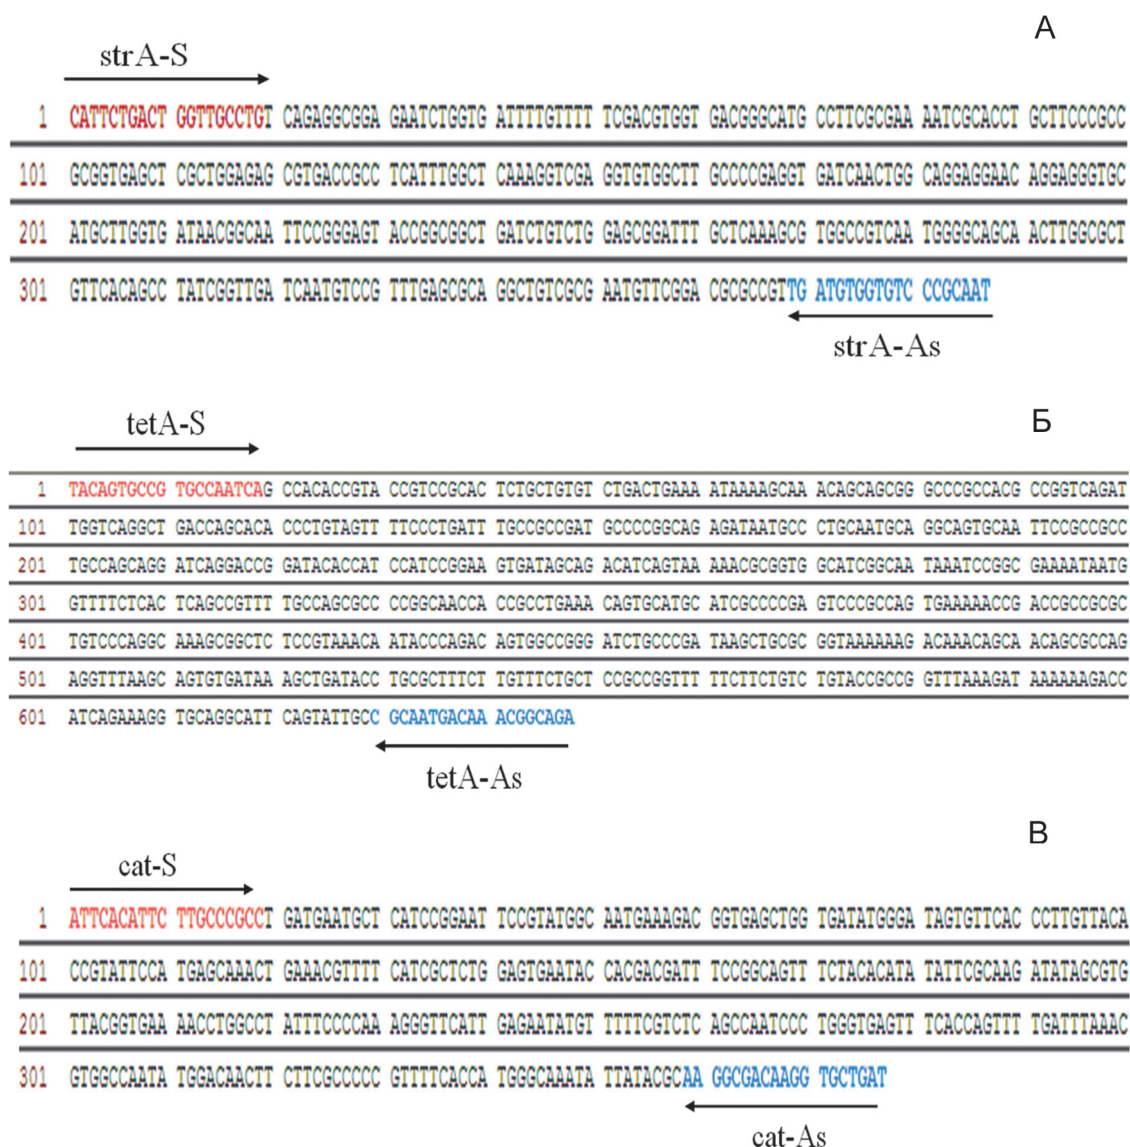 А
strA-S
1 CATTCTGACT GGTTGCCTGT CAGAGGCGGA GAATCTGGTG ATTTTGTTTT TCGACGTGGT GACGGGCATG CCTTCGCGAA AATCGCACCT GCTTCCCGCC
101 GCGGTGAGCT CGCTGGAGAG CGTGACCGCC TCATTTGGCT CAAAGGTCGA GGTGTGGCTT GCCCCGAGGT GATCAACTGG CAGGAGGAAC AGGAGGGTGC
201 ATGCTTGGTG ATAACGGCAA TTCCGGGAGT ACCGGCGGCT GATCTGTCTG GAGCGGATTT GCTCAAAGCG TGGCCGTCAA TGGGGCAGCA ACTTGGCGCT
301 GTTCACAGCC TATCGGTTGA TCAATGTCCG TTTGAGCGCA GGCTGTCGCG AATGTTCGGA CGCGCCGTTG ATGTGGTGTC CCGCAAT
strA-As
Б
tetA-S
1 TACAGTGCCG TGCCAATCAG CCACACCGTA CCGTCCGCAC TCTGCTGTGT CTGACTGAAA ATAAAAGCAA ACAGCAGCGG GCCCGCCACG CCGGTCAGAT
101 TGGTCAGGCT GACCAGCACA CCCTGTAGTT TTCCCTGATT TGCCGCCGAT GCCCCGGCAG AGATAATGCC CTGCAATGCA GGCAGTGCAA TTCCGCCGCC
201 TGCCAGCAGG ATCAGGACCG GATACACCAT CCATCCGGAA GTGATAGCAG ACATCAGTAA AAACGCGGTG GCATCGGCAA TAAATCCGGC GAAAATAATG
301 GTTTTCTCAC TCAGCCGTTT TGCCAGCGCC CCGGCAACCA CCGCCTGAAA CAGTGCATGC ATCGCCCCGA GTCCCGCCAG TGAAAAACCG ACCGCCGCGC
401 TGTCCCAGGC AAAGCGGCTC TCCGTAAACA ATACCCAGAC AGTGGCCGGG ATCTGCCCGA TAAGCTGCGC GGTAAAAAAG ACAAACAGCA ACAGCGCCAG
501 AGGTTTAAGC AGTGTGATAA AGCTGATACC TGCGCTTTCT TGTTTCTGCT CCGCCGGTTT TTCTTCTGTC TGTACCGCCG GTTTAAAGAT AAAAAAGACC
601 ATCAGAAAGG TGCAGGCATT CAGTATTGCC GCAATGACAA ACGGCAGA
tetA-As
В
cat-S
1 ATTCACATTC TTGCCCGCCT GATGAATGCT CATCCGGAAT TCCGTATGGC AATGAAAGAC GGTGAGCTGG TGATATGGGA TAGTGTTCAC CCTTGTTACA
101 CCGTATTCCA TGAGCAAACT GAAACGTTTT CATCGCTCTG GAGTGAATAC CACGACGATT TCCGGCAGTT TCTACACATA TATTCGCAAG ATATAGCGTG
201 TTACGGTGAA AACCTGGCCT ATTTCCCCAA AGGGTTCATT GAGAATATGT TTTTCGTCTC AGCCAATCCC TGGGTGAGTT TCACCAGTTT TGATTTAAAC
301 GTGGCCAATA TGGACAACTT CTTCGCCCCC GTTTTCACCA TGGGCAAATA TTATACGCAA GGCGACAAGG TGCTGAT
cat-As